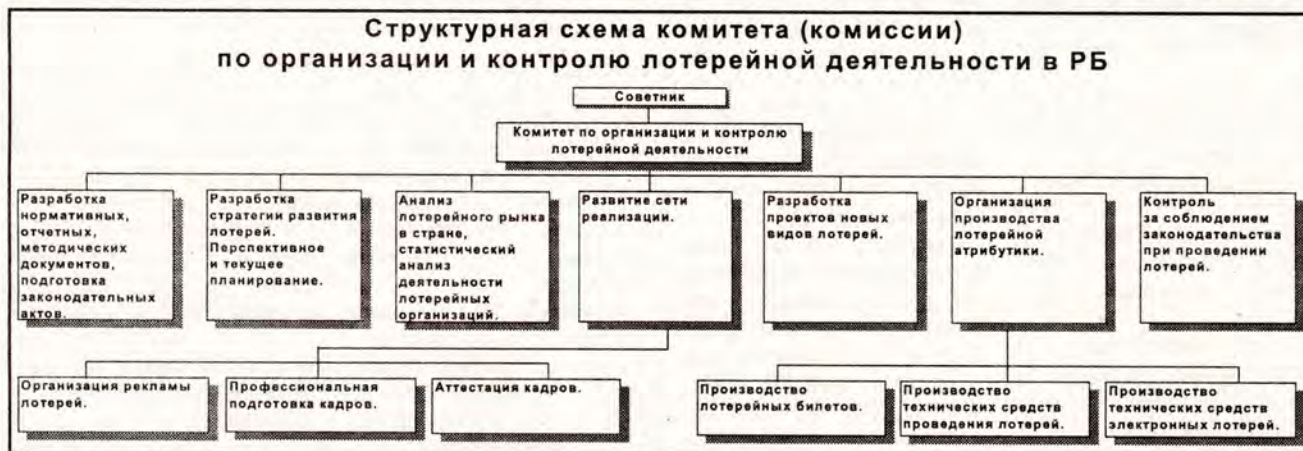 Структурная схема комитета (комиссии)
по организации и контролю лотерейной деятельности в РБ
Советник
Комитет по организации и контролю
лотерейной деятельности
Разработка
нормативных,
отчетных,
методических
документов,
подготовка
законодательных
актов.
Разработка
стратегии развития
лотерей.
Перспективное
и текущее
планирование.
Анализ
лотерейного рынка
в стране,
статистический
анализ
деятельности
лотерейных
организаций.
Развитие сети
реализации.
Разработка
проектов новых
видов лотерей.
Организация
производства
лотерейной
атрибутики.
Контроль
за соблюдением
законодательства
при проведении
лотерей.
Организация рекламы
лотерей.
Профессиональная
подготовка кадров.
Аттестация кадров.
Производство
лотерейных билетов.
Производство
технических средств
проведения лотерей.
Производство
технических средств
электронных лотерей.